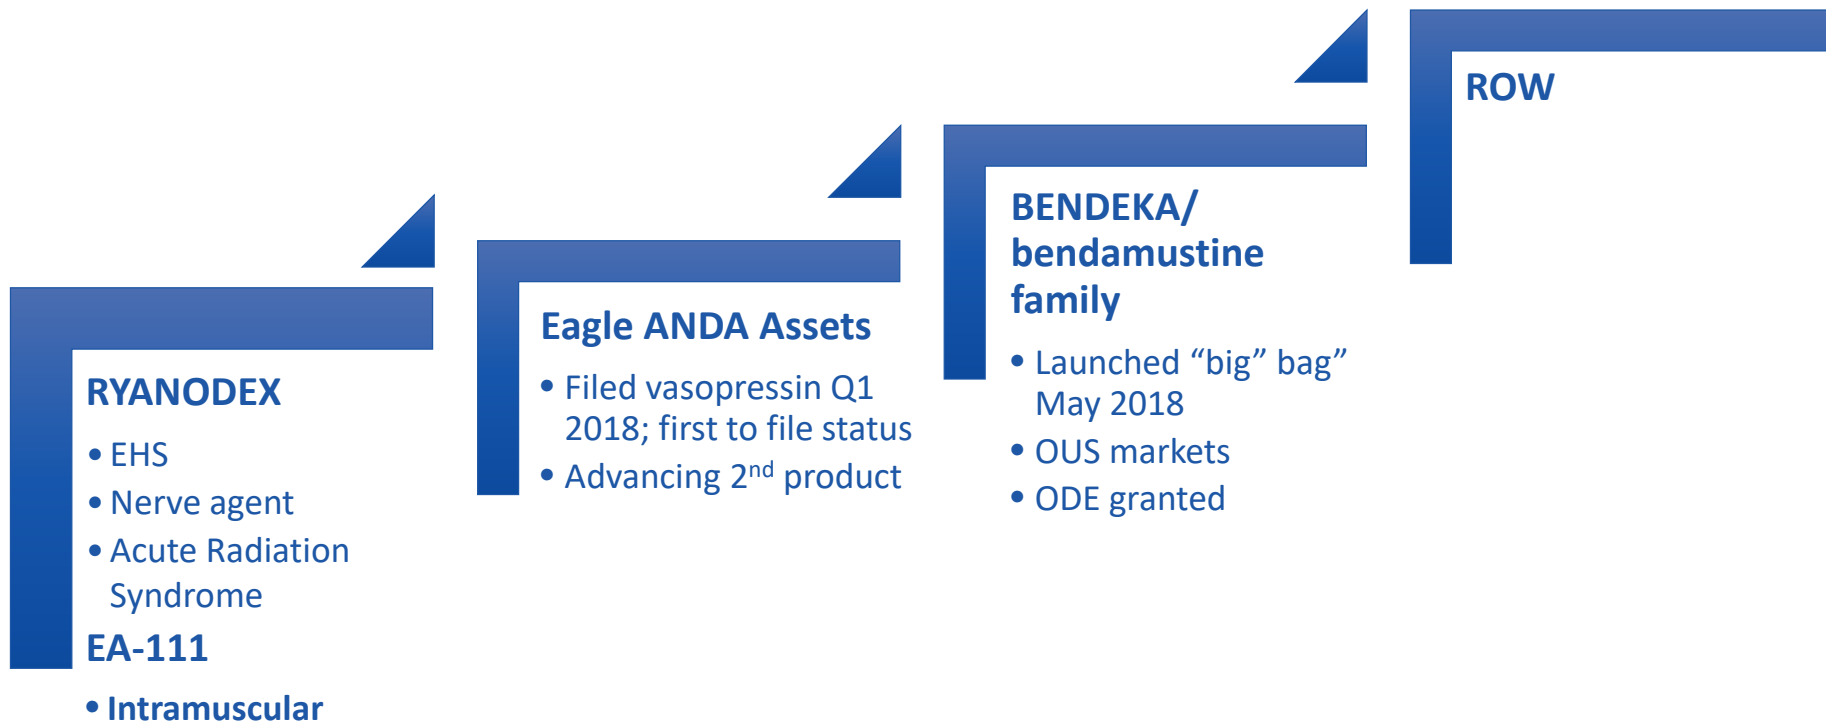 RYANODEX
• EHS
• Nerve agent
• Acute Radiation
Syndrome
EA-111
• Intramuscular
Eagle ANDA Assets
• Filed vasopressin Q1
2018; first to file status
• Advancing 2nd product
BENDEKA/
bendamustine
family
• Launched “big” bag”
May 2018
• OUS markets
• ODE granted
ROW